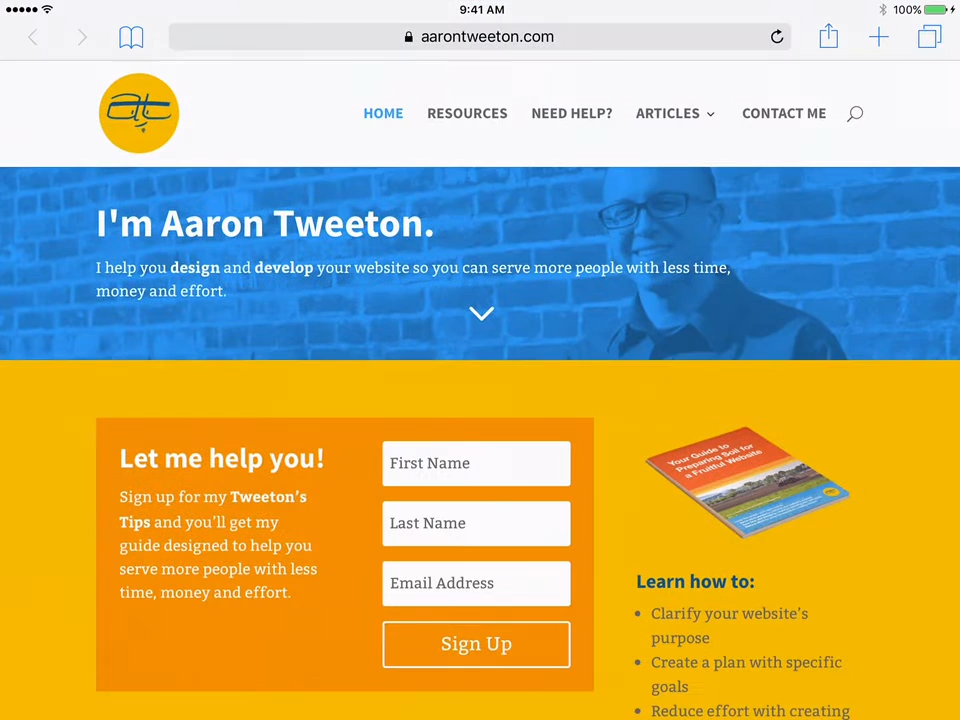 9:41 AM
100%
aarontweeton.com
HOME RESOURCES NEED HELP? ARTICLES CONTACT ME
I'm Aaron Tweeton.
I help you design and develop your website so you can serve more people with less time,
money and effort.
Let me help you!
Sign up for my Tweeton's
Tips and you'll get my
guide designed to help you
serve more people with less
time, money and effort.
First Name
Last Name
Email Address
Sign Up
Your Guide to
Preparing Soil for
a Fruitful Website
Learn how to:
Clarify your website's
purpose
Create a plan with specific
goals
Reduce effort with creating